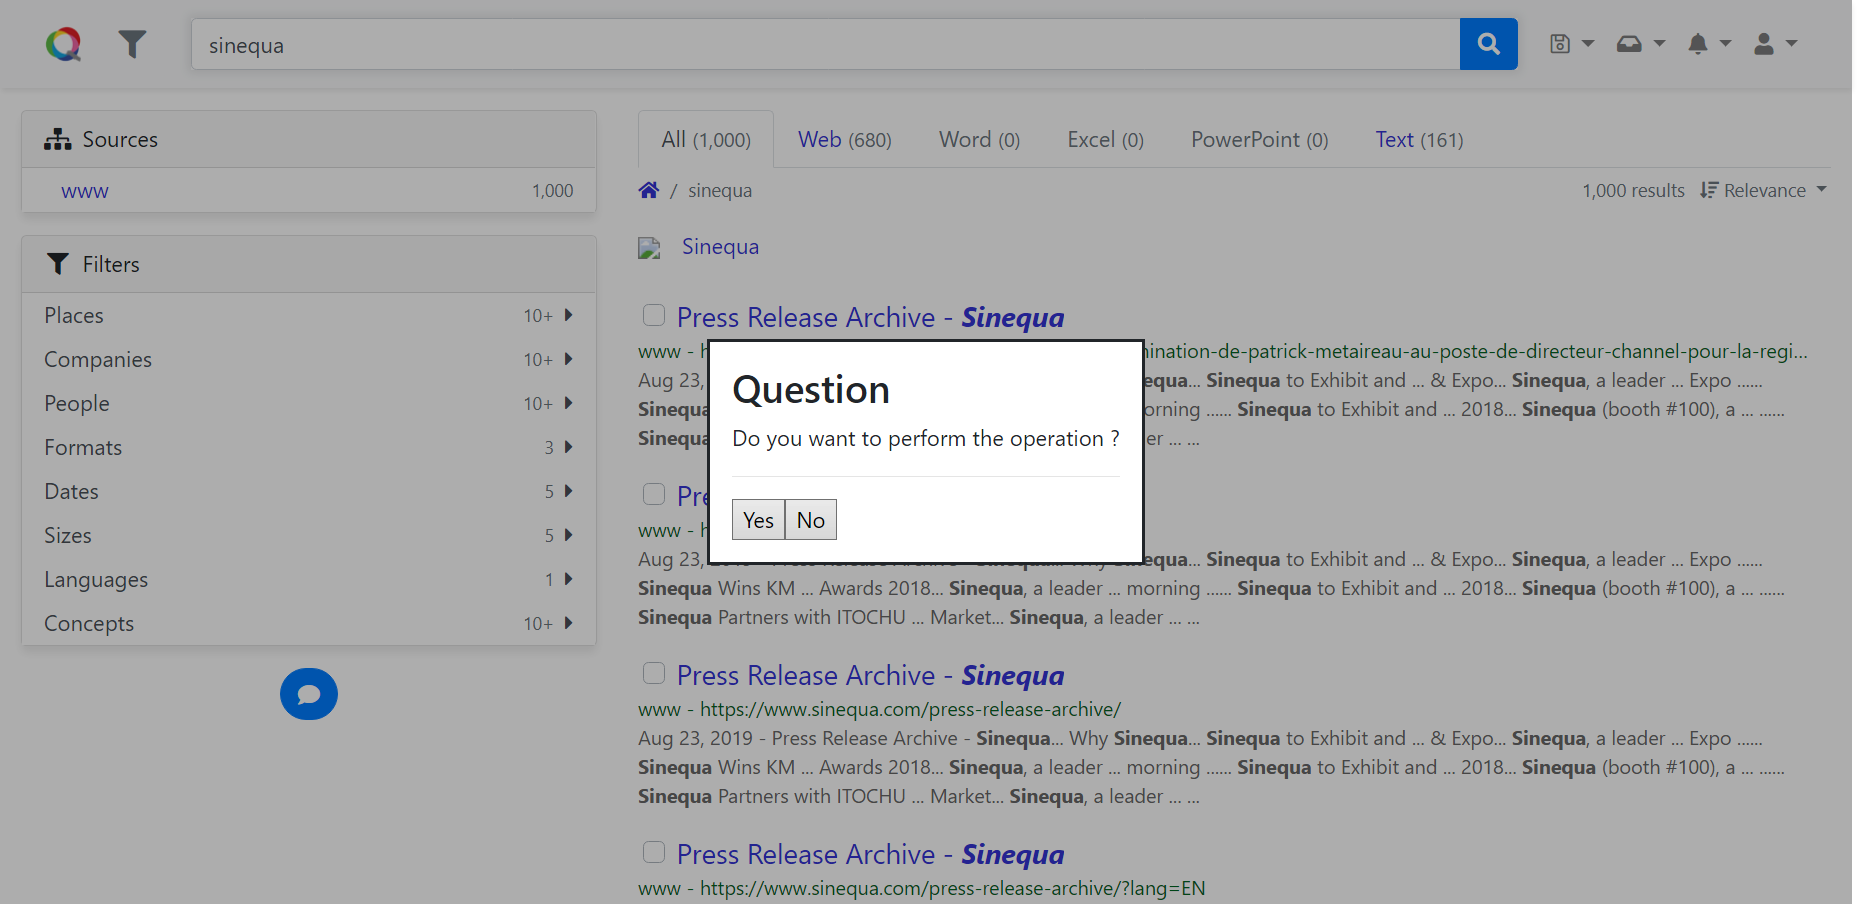 sinequa
Sources
www 1,000
Filters
Places 10+
Companies 10+
People 10+
Formats 3
Dates 5
Sizes 5
Languages 1
Concepts 10+
All (1,000) Web (680) Word (0) Excel (0) PowerPoint (0) Text (161)
/ sinequa 1,000 results Relevance
Sinequa
Press Release Archive - Sinequa
www - nination-de-patrick-metaireau-au-poste-de-directeur-channel-pour-la-regi...
Aug 23, equa... Sinequa to Exhibit and ... & Expo... Sinequa, a leader ... Expo ......
Sinequa orning ...... Sinequa to Exhibit and ... 2018... Sinequa (booth #100), a ... ......
Sinequa er ... ...
Question
Do you want to perform the operation ?
Yes No
Pre
www -
Aug 23, equa... Sinequa to Exhibit and ... & Expo... Sinequa, a leader ... Expo ......
Sinequa Wins KM ... Awards 2018... Sinequa, a leader ... morning ...... Sinequa to Exhibit and ... 2018... Sinequa (booth #100), a ... ......
Sinequa Partners with ITOCHU ... Market... Sinequa, a leader ... ...
Press Release Archive - Sinequa
www - https://www.sinequa.com/press-release-archive/
Aug 23, 2019 - Press Release Archive - Sinequa... Why Sinequa... Sinequa to Exhibit and ... & Expo... Sinequa, a leader ... Expo ......
Sinequa Wins KM ... Awards 2018... Sinequa, a leader ... morning ...... Sinequa to Exhibit and ... 2018... Sinequa (booth #100), a ... ......
Sinequa Partners with ITOCHU ... Market... Sinequa, a leader ... ...
Press Release Archive - Sinequa
www - https://www.sinequa.com/press-release-archive/?lang=EN